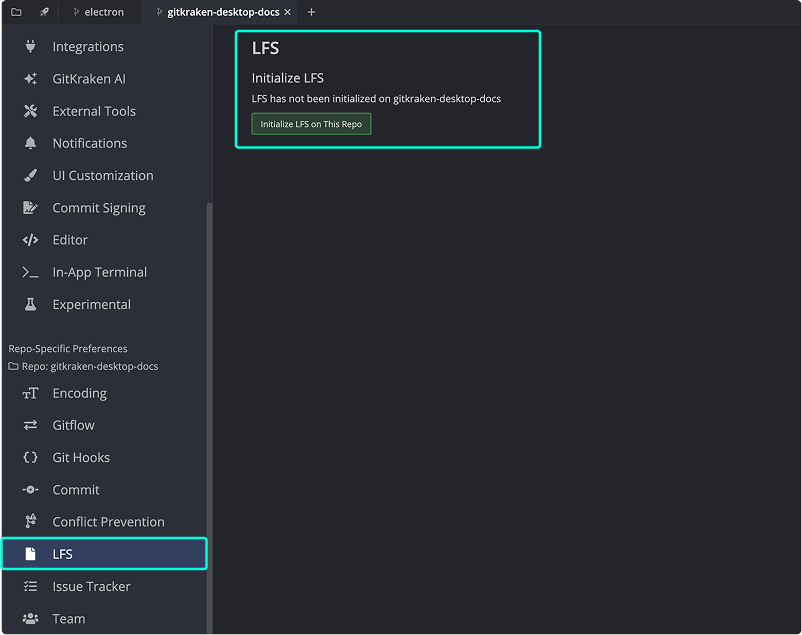 electron
gitkraken-desktop-docs
Integrations
GitKraken AI
External Tools
Notifications
UI Customization
Commit Signing
Editor
In-App Terminal
Experimental
Repo-Specific Preferences
Repo: gitkraken-desktop-docs
Encoding
Gitflow
Git Hooks
Commit
Conflict Prevention
LFS
Issue Tracker
Team
LFS
Initialize LFS
LFS has not been initialized on gitkraken-desktop-docs
Initialize LFS on This Repo